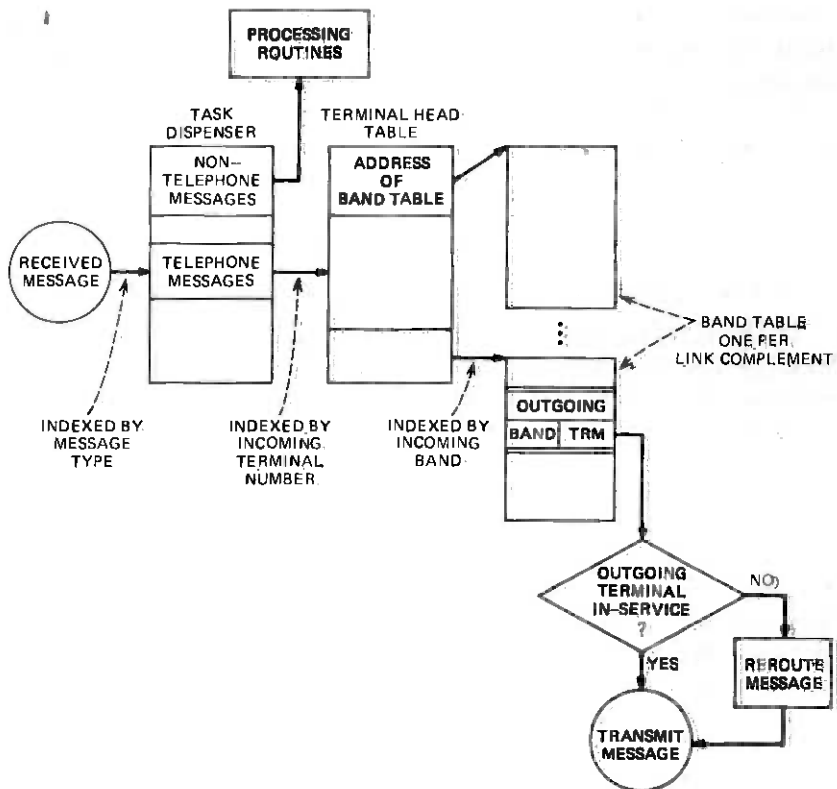 PROCESSING
ROUTINES
TASK
DISPENSER
TERMINAL HEAD
TABLE
NON-
TELEPHONE
MESSAGES
ADDRESS
OF
BAND TABLE
RECEIVED
MESSAGE
TELEPHONE
MESSAGES
BAND TABLE
ONE PER
LINK COMPLEMENT
INDEXED BY
MESSAGE
TYPE
INDEXED BY
INCOMING
TERMINAL
NUMBER
INDEXED BY
INCOMING
BAND
OUTGOING
BAND TRM
OUTGOING
TERMINAL
IN-SERVICE
?
NO
YES
REROUTE
MESSAGE
TRANSMIT
MESSAGE